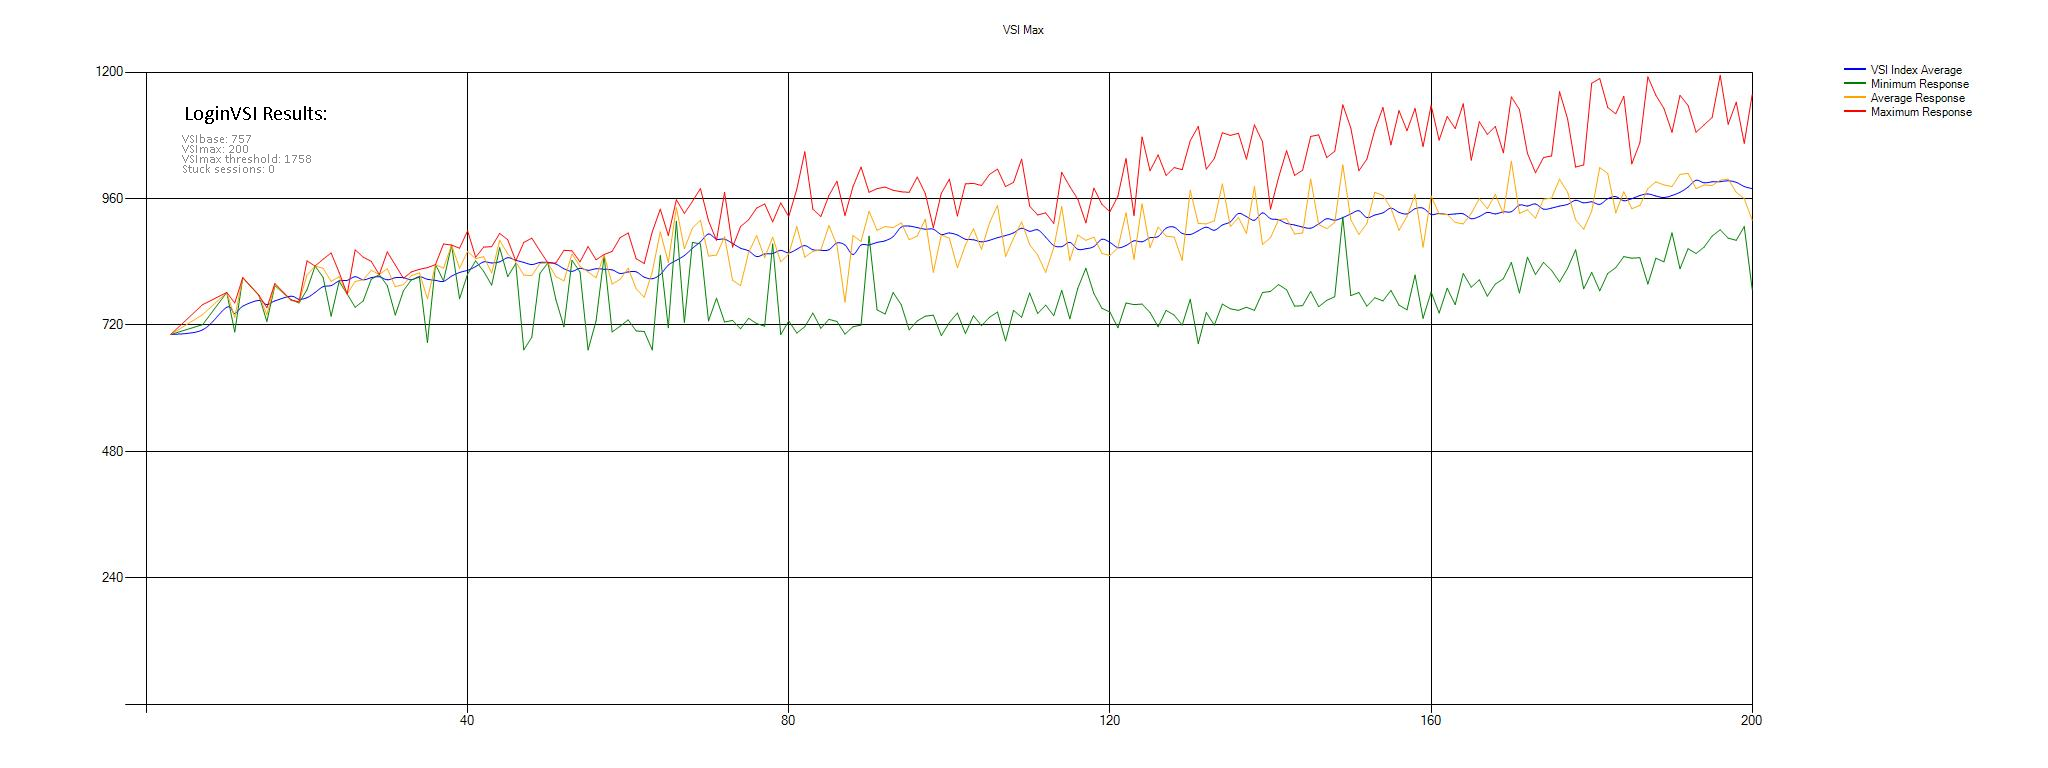 VSI Max
1200
960
720
480
240
40
80
120
160
200
LoginVSI Results:
VSIbase: 757
VSImax: 200
VSImax threshold: 1758
Stuck sessions: 0
VSI Index Average
Minimum Response
Average Response
Maximum Response